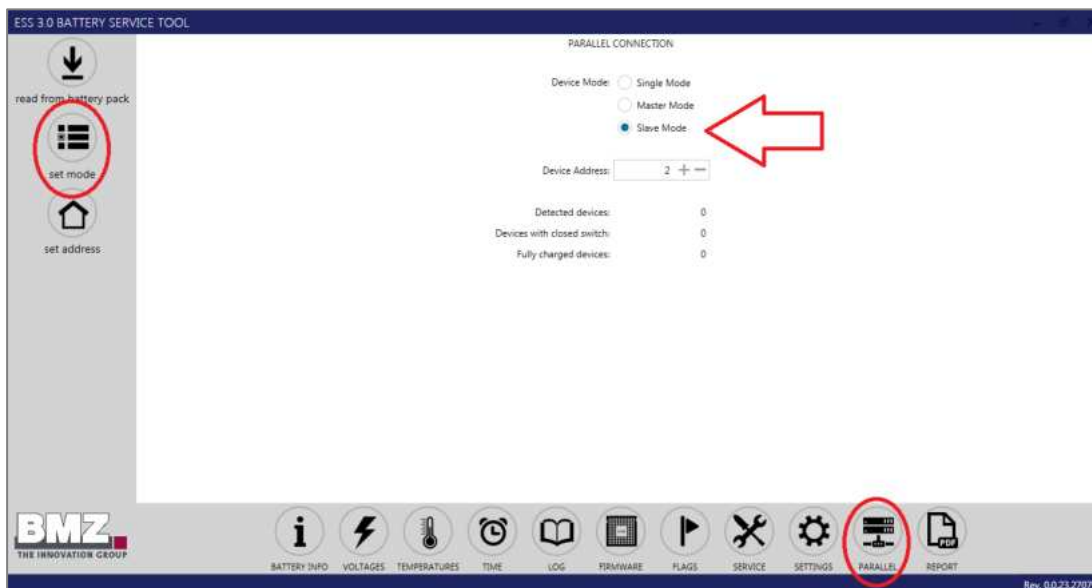 ESS 3.0 BATTERY SERVICE TOOL
read from battery pack
set mode
set address
PARALLEL CONNECTION
Device Mode: Single Mode
Master Mode
Slave Mode
Device Address: 2
Detected devices: 0
Devices with closed switch: 0
Fully charged devices: 0
BMZ
THE INNOVATION GROUP
BATTERY INFO VOLTAGES TEMPERATURES TIME LOG FIRMWARE FLAGS SERVICE SETTINGS PARALLEL PDF REPORT